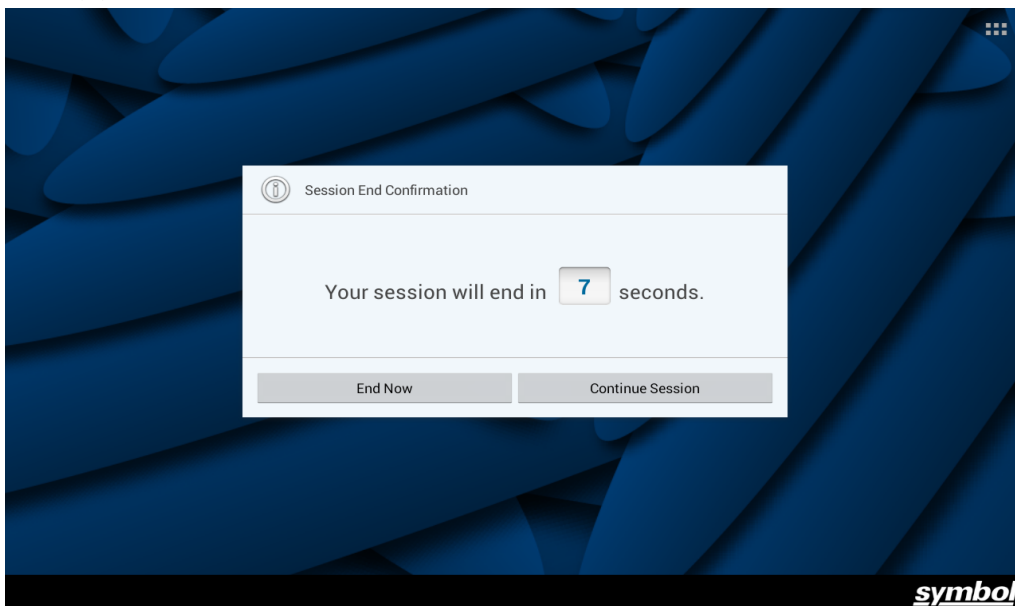 Session End Confirmation
Your session will end in 7 seconds.
End Now
Continue Session
symbol